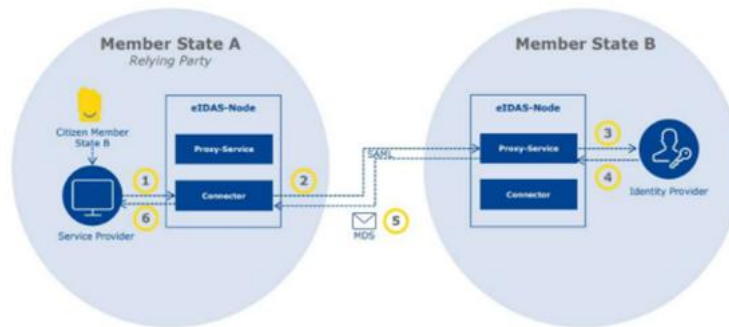 Member State A
Relying Party
Citizen Member
State B
Service Provider
1
6
eIDAS-Node
Proxy-Service
Connector
2
SAML
MDS
5
Member State B
eIDAS-Node
Proxy-Service
Connector
3
4
Identity Provider